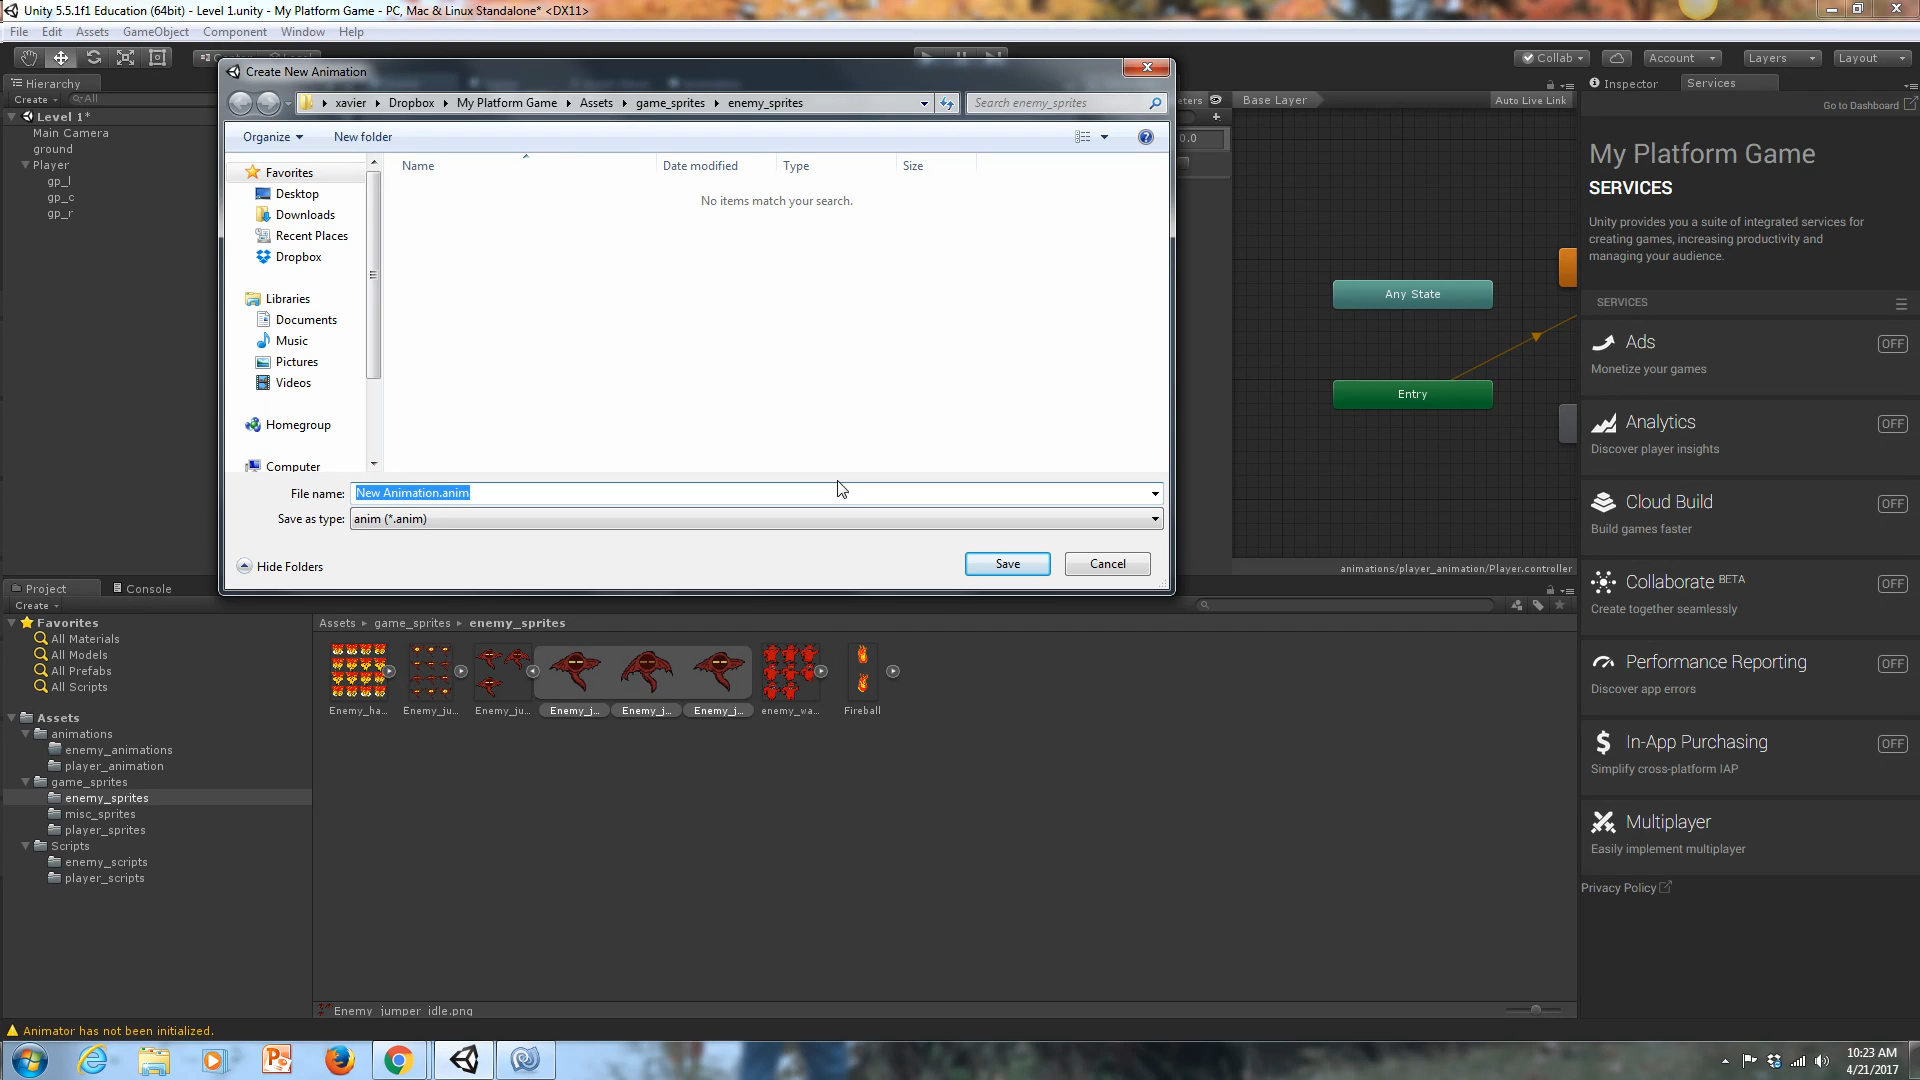 Unity 5.5.1f1 Education (64bit) - Level 1.unity - My Platform Game - PC, Mac & Linux Standalone* <DX11>
File Edit Assets GameObject Component Window Help
Collab Account Layers Layout
Hierarchy
Create All
Level 1*
Main Camera
ground
Player
gp_l
gp_c
gp_r
Create New Animation
xavier Dropbox My Platform Game Assets game_sprites enemy_sprites
Search enemy_sprites
Organize New folder
Name Date modified Type Size
No items match your search.
Favorites
Desktop
Downloads
Recent Places
Dropbox
Libraries
Documents
Music
Pictures
Videos
Homegroup
Computer
File name: New Animation.anim
Save as type: anim (*.anim)
Hide Folders
Save Cancel
Base Layer Auto Live Link
Any State
Entry
animations/player_animation/Player.controller
Inspector Services
Go to Dashboard
My Platform Game
SERVICES
Unity provides you a suite of integrated services for
creating games, increasing productivity and
managing your audience.
SERVICES
Ads OFF
Monetize your games
Analytics OFF
Discover player insights
Cloud Build OFF
Build games faster
Collaborate BETA OFF
Create together seamlessly
Performance Reporting OFF
Discover app errors
In-App Purchasing OFF
Simplify cross-platform IAP
Multiplayer
Easily implement multiplayer
Privacy Policy
Project Console
Create
Favorites
All Materials
All Models
All Prefabs
All Scripts
Assets
animations
enemy_animations
player_animation
game_sprites
enemy_sprites
misc_sprites
player_sprites
Scripts
enemy_scripts
player_scripts
Assets game_sprites enemy_sprites
Enemy_ha... Enemy_ju... Enemy_ju... Enemy_j... Enemy_j... Enemy_j... enemy_wa... Fireball
Enemy_jumper_idle.png
Animator has not been initialized.
10:23 AM
4/21/2017